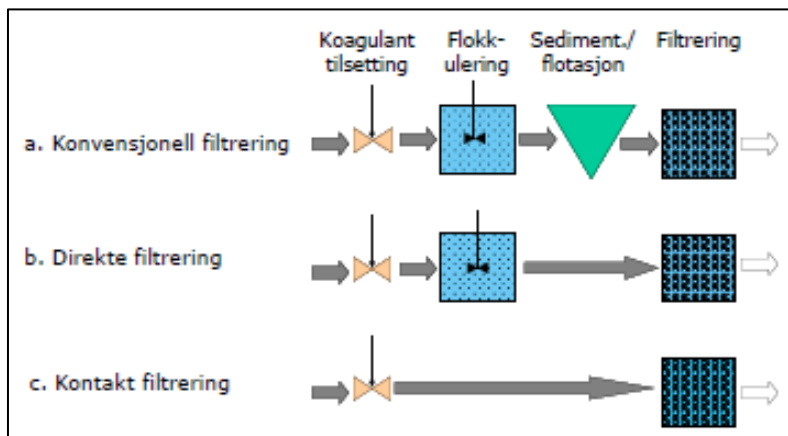 Koagulant
tilsetting
Flokk-
ulering
Sediment./
flotasjon
Filtrering
a. Konvensjonell filtrering
b. Direkte filtrering
c. Kontakt filtrering